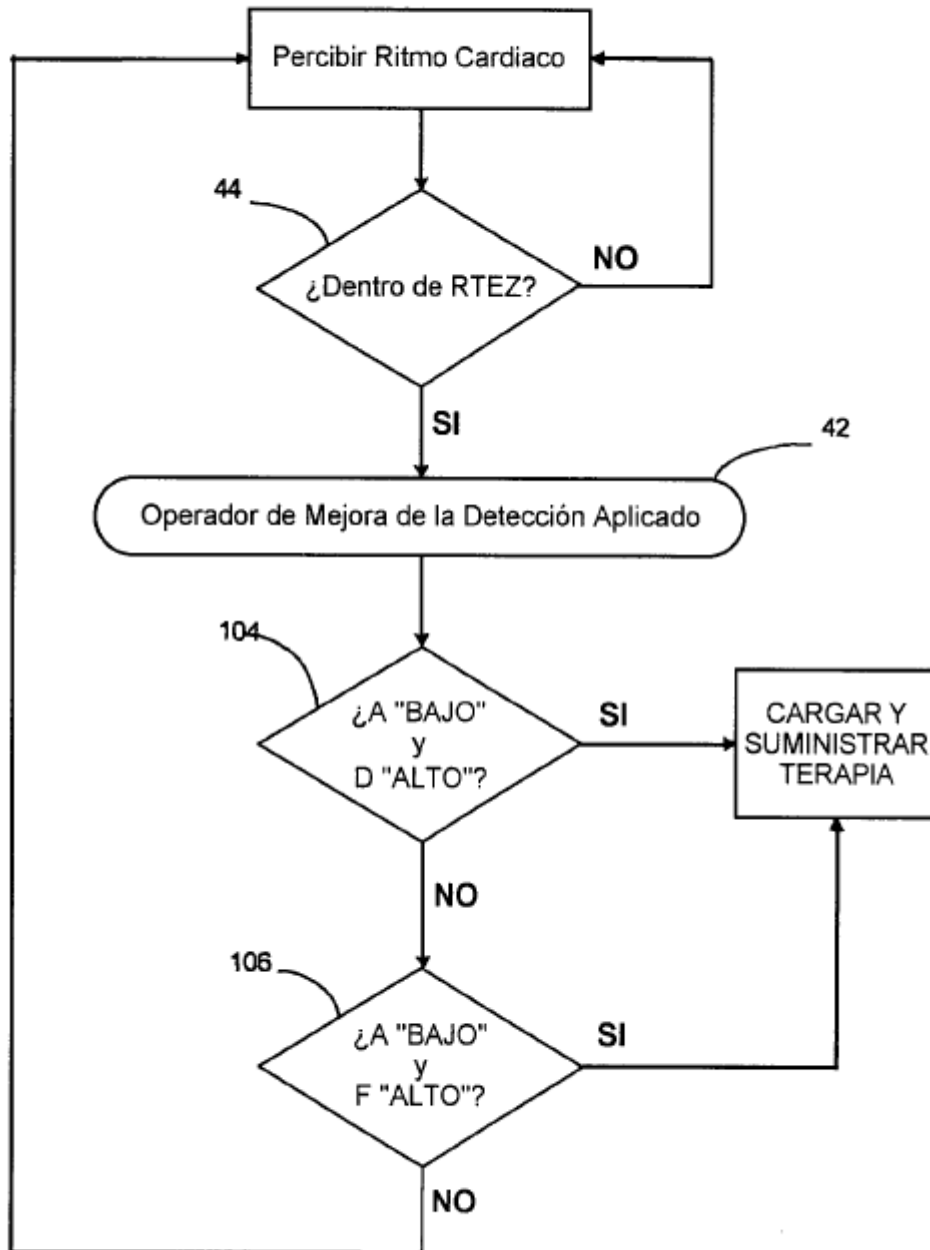 Percibir Ritmo Cardiaco
44
¿Dentro de RTEZ?
NO
SI
42
Operador de Mejora de la Detección Aplicado
104
¿A "BAJO"
y
D "ALTO"?
SI
CARGAR Y
SUMINISTRAR
TERAPIA
NO
106
¿A "BAJO"
y
F "ALTO"?
SI
NO